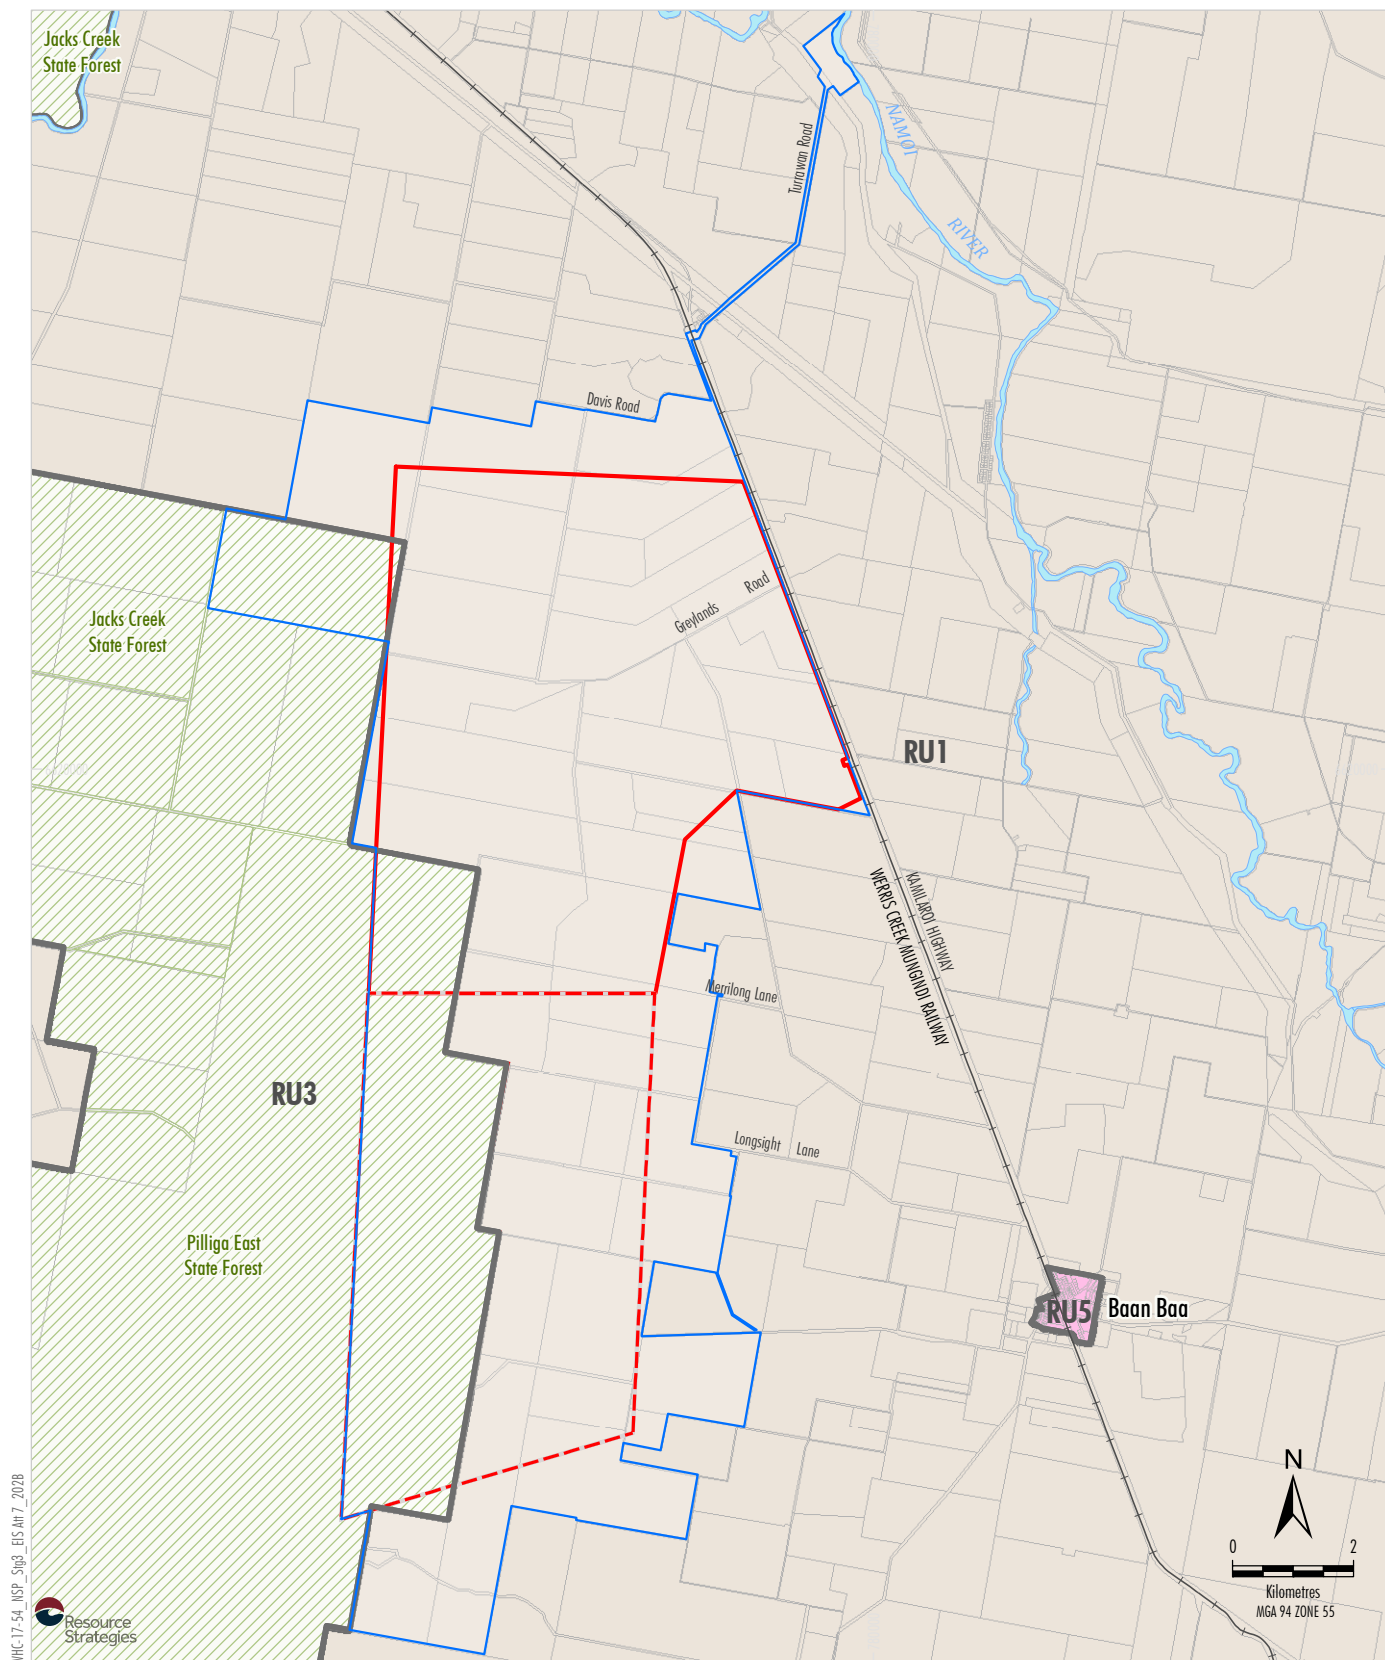 Jacks Creek
State Forest
NAMOI
RIVER
Turrawan Road
Davis Road
Greylands Road
Jacks Creek
State Forest
RU1
KAMILAROI HIGHWAY
WERRIS CREEK MUNGINDI RAILWAY
Merrilong Lane
RU3
Longsight Lane
Pilliga East
State Forest
RU5
Baan Baa
N
0 2
Kilometres
MGA 94 ZONE 55
WHC-17-54_NSP_Stg3_EIS Att 7_202B
Resource
Strategies